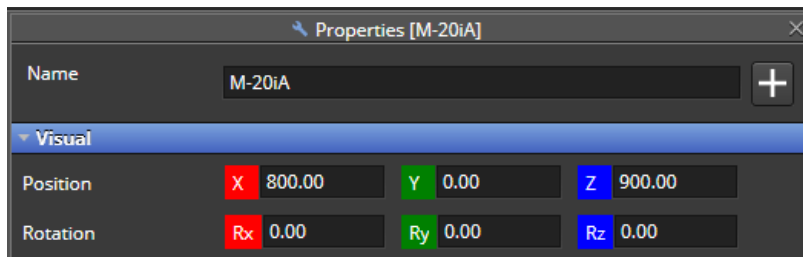 Properties [M-20iA]
Name M-20iA
Visual
Position X 800.00 Y 0.00 Z 900.00
Rotation Rx 0.00 Ry 0.00 Rz 0.00